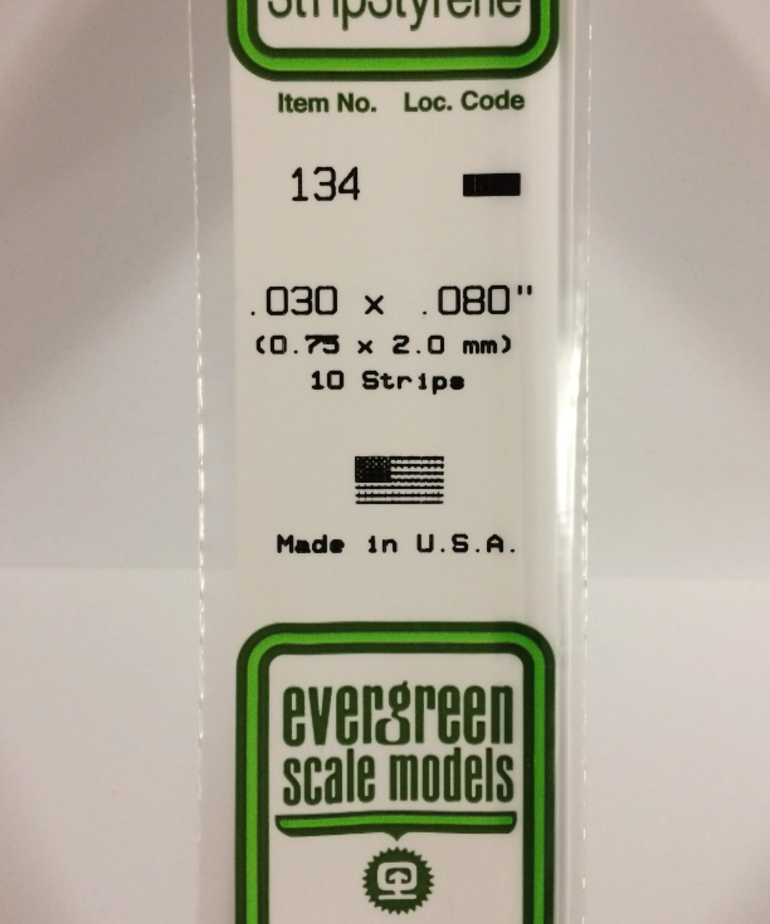 StripStyrene
Item No. Loc. Code
134
.030 x .080"
(0.75 x 2.0 mm)
10 Strips
Made in U.S.A.
evergreen
scale models